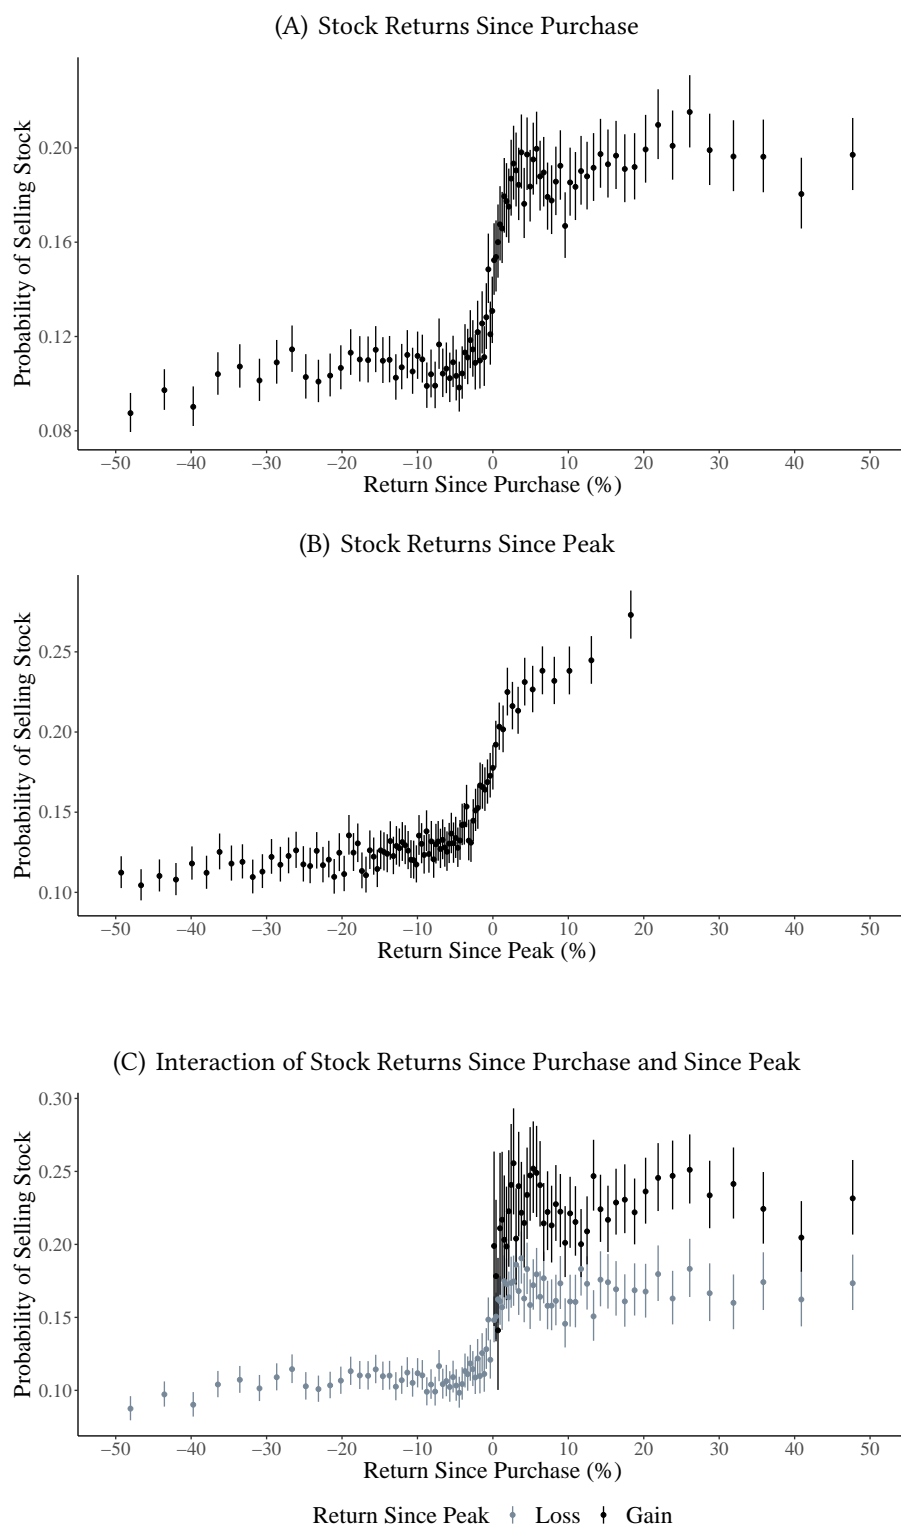 (A) Stock Returns Since Purchase
Probability of Selling Stock
0.20
0.16
0.12
0.08
−50 −40 −30 −20 −10 0 10 20 30 40 50
Return Since Purchase (%)
(B) Stock Returns Since Peak
Probability of Selling Stock
0.25
0.20
0.15
0.10
−50 −40 −30 −20 −10 0 10 20 30 40 50
Return Since Peak (%)
(C) Interaction of Stock Returns Since Purchase and Since Peak
Probability of Selling Stock
0.30
0.25
0.20
0.15
0.10
−50 −40 −30 −20 −10 0 10 20 30 40 50
Return Since Purchase (%)
Return Since Peak Loss Gain